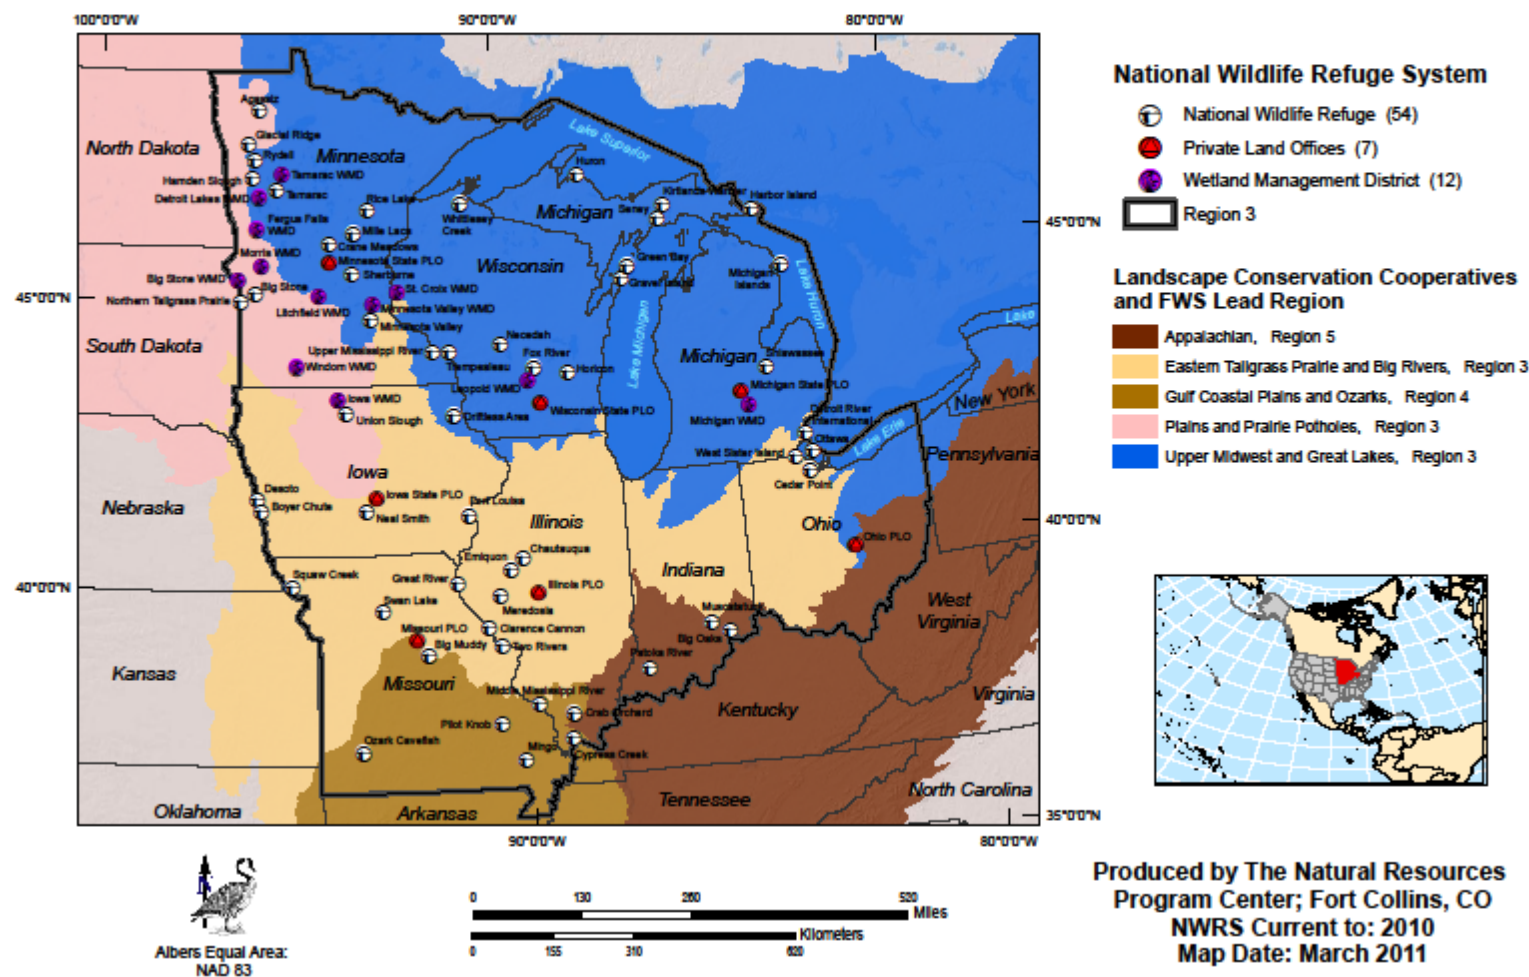 100°0'0"W
90°0'0"W
80°0'0"W
North Dakota
Agassiz
Glacial Ridge
Rydell
Minnesota
Hamden Slough
Tamarac WMD
Tamarac
Detroit Lakes WMD
Rice Lake
Fergus Falls
WMD
Mille Lacs
Crane Meadows
Morris WMD
Minnesota State PLO
Sherburne
Big Stone WMD
Big Stone
Northern Tallgrass Prairie
St. Croix WMD
Litchfield WMD
Minnesota Valley WMD
Minnesota Valley
Whittlesey
Creek
Lake Superior
Huron
Michigan
Seney
Kirtlands Warbler
Harbor Island
45°0'0"N
Wisconsin
Green Bay
Gravel Island
Michigan
Islands
Lake Huron
Lake
45°0'0"N
South Dakota
Upper Mississippi River
Necedah
Trempealeau
Fox River
Horicon
Leopold WMD
Wisconsin State PLO
Lake Michigan
Michigan
Shiawassee
Michigan State PLO
Michigan WMD
Detroit River
International
Ottawa
West Sister Island
Cedar Point
Lake Erie
New York
Pennsylvania
Windom WMD
Iowa WMD
Union Slough
Driftless Area
Iowa
Nebraska
Desoto
Boyer Chute
Iowa State PLO
Neal Smith
Port Louisa
Illinois
Ohio
Ohio PLO
40°0'0"N
Chautauqua
Emiquon
Indiana
40°0'0"N
Squaw Creek
Great River
Illinois PLO
Swan Lake
Meredosia
Muscatatuck
West
Virginia
Missouri PLO
Clarence Cannon
Big Oaks
Big Muddy
Two Rivers
Patoka River
Kansas
Missouri
Middle Mississippi River
Virginia
Pilot Knob
Crab Orchard
Kentucky
Ozark Cavefish
Mingo
Cypress Creek
Oklahoma
Arkansas
Tennessee
North Carolina
35°0'0"N
90°0'0"W
80°0'0"W
National Wildlife Refuge System
National Wildlife Refuge (54)
Private Land Offices (7)
Wetland Management District (12)
Region 3
Landscape Conservation Cooperatives
and FWS Lead Region
Appalachian, Region 5
Eastern Tallgrass Prairie and Big Rivers, Region 3
Gulf Coastal Plains and Ozarks, Region 4
Plains and Prairie Potholes, Region 3
Upper Midwest and Great Lakes, Region 3
Albers Equal Area:
NAD 83
0 130 260 520
Miles
Kilometers
0 155 310 620
Produced by The Natural Resources
Program Center; Fort Collins, CO
NWRS Current to: 2010
Map Date: March 2011